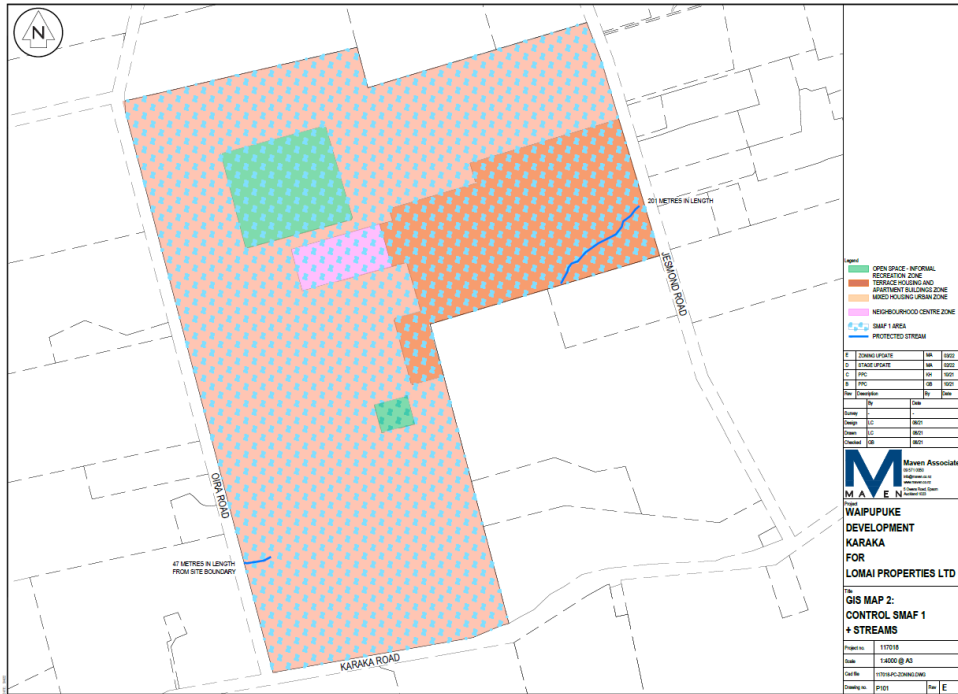 N
201 METRES IN LENGTH
JESMOND ROAD
OIRA ROAD
47 METRES IN LENGTH
FROM SITE BOUNDARY
KARAKA ROAD
Legend
OPEN SPACE - INFORMAL
RECREATION ZONE
TERRACE HOUSING AND
APARTMENT BUILDINGS ZONE
MIXED HOUSING URBAN ZONE
NEIGHBOURHOOD CENTRE ZONE
SMAF 1 AREA
PROTECTED STREAM
E ZONING UPDATE MA 03/22
D STAGE UPDATE MA 03/22
C PPC KH 10/21
B PPC GB 10/21
Rev Description By Date
By Date
Survey - -
Design LC 06/21
Drawn LC 06/21
Checked GB 06/21
MAVEN
Maven Associates
Project
WAIPUPUKE
DEVELOPMENT
KARAKA
FOR
LOMAI PROPERTIES LTD
Title
GIS MAP 2:
CONTROL SMAF 1
+ STREAMS
Project no. 117018
Scale 1:4000 @ A3
Cad file 117018-PC-ZONING.DWG
Drawing no. P101 Rev E